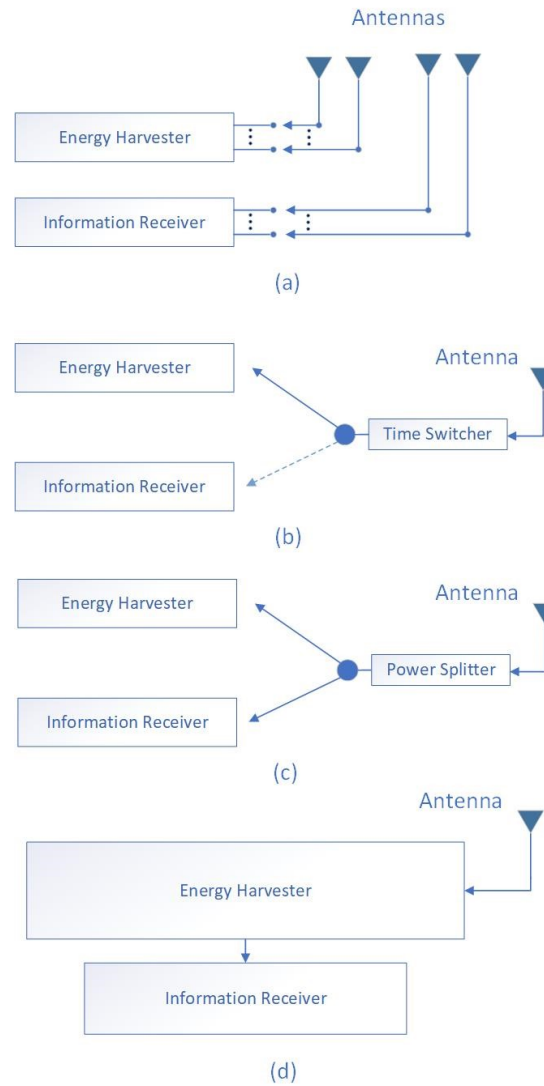 Antennas
Energy Harvester
Information Receiver
(a)
Energy Harvester
Antenna
Time Switcher
Information Receiver
(b)
Energy Harvester
Antenna
Power Splitter
Information Receiver
(c)
Antenna
Energy Harvester
Information Receiver
(d)